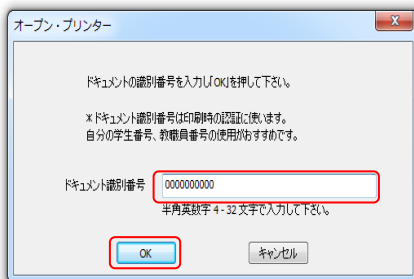 オープン・プリンター
ドキュメントの識別番号を入力し「OK」を押して下さい。
※ドキュメント識別番号は印刷時の認証に使います。
自分の学生番号、教職員番号の使用がおすすめです。
ドキュメント識別番号 0000000000
半角英数字 4 - 32 文字で入力して下さい。
OK キャンセル